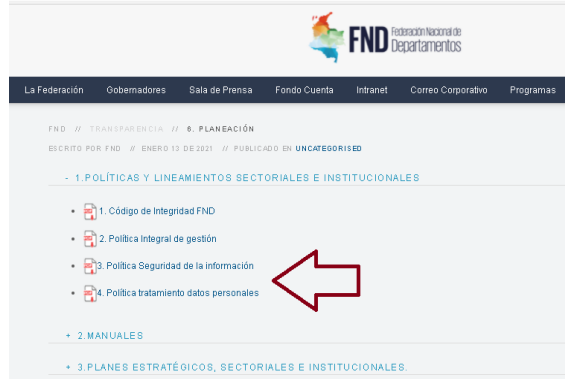 FND Federación Nacional de
Departamentos
La Federación Gobernadores Sala de Prensa Fondo Cuenta Intranet Correo Corporativo Programas
FND // TRANSPARENCIA // 6. PLANEACIÓN
ESCRITO POR FND // ENERO 13 DE 2021 // PUBLICADO EN UNCATEGORISED
- 1.POLÍTICAS Y LINEAMIENTOS SECTORIALES E INSTITUCIONALES
• 1. Código de Integridad FND
• 2. Política Integral de gestión
• 3. Política Seguridad de la información
• 4. Política tratamiento datos personales
+ 2.MANUALES
+ 3.PLANES ESTRATÉGICOS, SECTORIALES E INSTITUCIONALES.